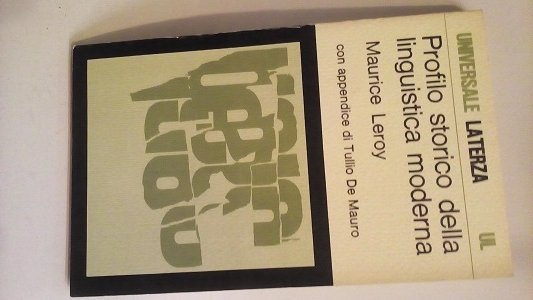 UNIVERSALE LATERZA UL
Profilo storico della
linguistica moderna
Maurice Leroy
con appendice di Tullio De Mauro